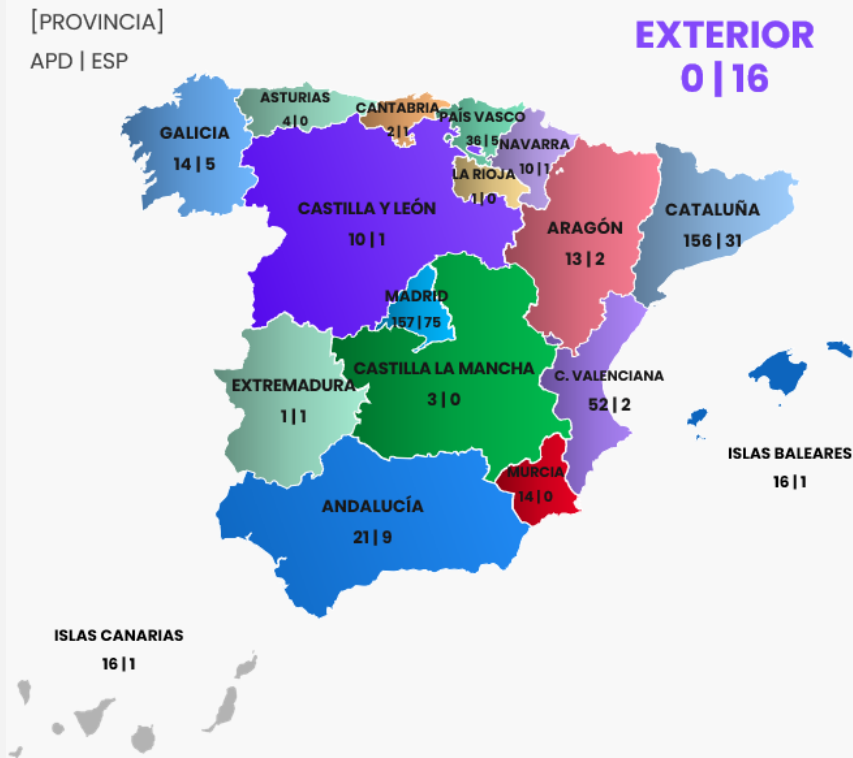 [PROVINCIA]
APD | ESP
EXTERIOR
0 | 16
ASTURIAS
4 | 0
CANTABRIA
2 | 1
PAÍS VASCO
36 | 5
GALICIA
14 | 5
NAVARRA
10 | 1
LA RIOJA
1 | 0
CASTILLA Y LEÓN
10 | 1
ARAGÓN
13 | 2
CATALUÑA
156 | 31
MADRID
157 | 75
CASTILLA LA MANCHA
3 | 0
C. VALENCIANA
52 | 2
EXTREMADURA
1 | 1
ISLAS BALEARES
16 | 1
MURCIA
14 | 0
ANDALUCÍA
21 | 9
ISLAS CANARIAS
16 | 1